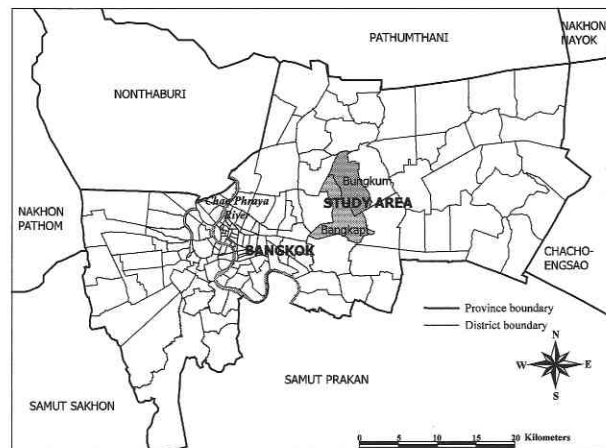 PATHUMTHANI
NAKHON
NAYOK
NONTHABURI
Bungkum
Chao Phraya
River
STUDY AREA
NAKHON
PATHOM
Bangkapi
BANGKOK
CHACHO-
ENGSAO
Province boundary
District boundary
N
W
E
S
SAMUT PRAKAN
SAMUT SAKHON
0 5 10 15 20 Kilometers